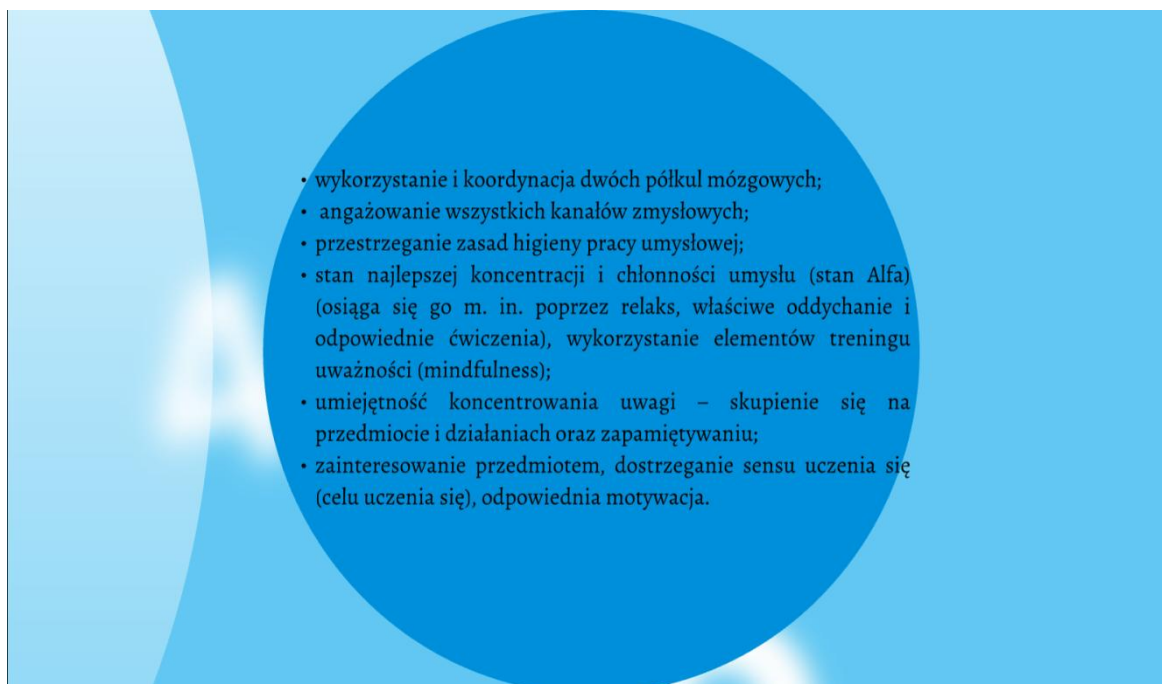 • wykorzystanie i koordynacja dwóch półkul mózgowych;
• angażowanie wszystkich kanałów zmysłowych;
• przestrzeganie zasad higieny pracy umysłowej;
• stan najlepszej koncentracji i chłonności umysłu (stan Alfa)
(osiąga się go m. in. poprzez relaks, właściwe oddychanie i
odpowiednie ćwiczenia), wykorzystanie elementów treningu
uważności (mindfulness);
• umiejętność koncentrowania uwagi – skupienie się na
przedmiocie i działaniach oraz zapamiętywaniu;
• zainteresowanie przedmiotem, dostrzeganie sensu uczenia się
(celu uczenia się), odpowiednia motywacja.